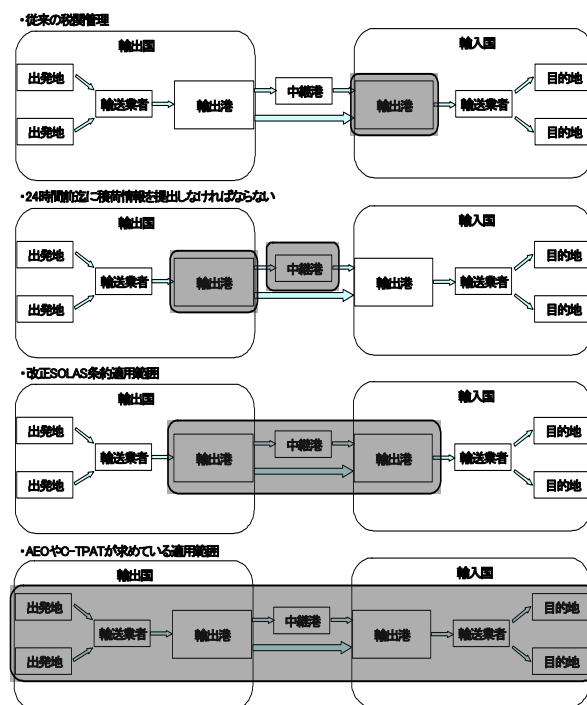 ・従来の税関管理
輸出国 輸入国
出発地 目的地
輸送業者 輸出港 中継港 輸出港 輸送業者
出発地 目的地
・24時間前迄に積荷情報を提出しなければならない
輸出国 輸入国
出発地 目的地
輸送業者 輸出港 中継港 輸出港 輸送業者
出発地 目的地
・改正SOLAS条約適用範囲
輸出国 輸入国
出発地 目的地
輸送業者 輸出港 中継港 輸出港 輸送業者
出発地 目的地
・AEOやC-TPATが求めている適用範囲
輸出国 輸入国
出発地 目的地
輸送業者 輸出港 中継港 輸出港 輸送業者
出発地 目的地